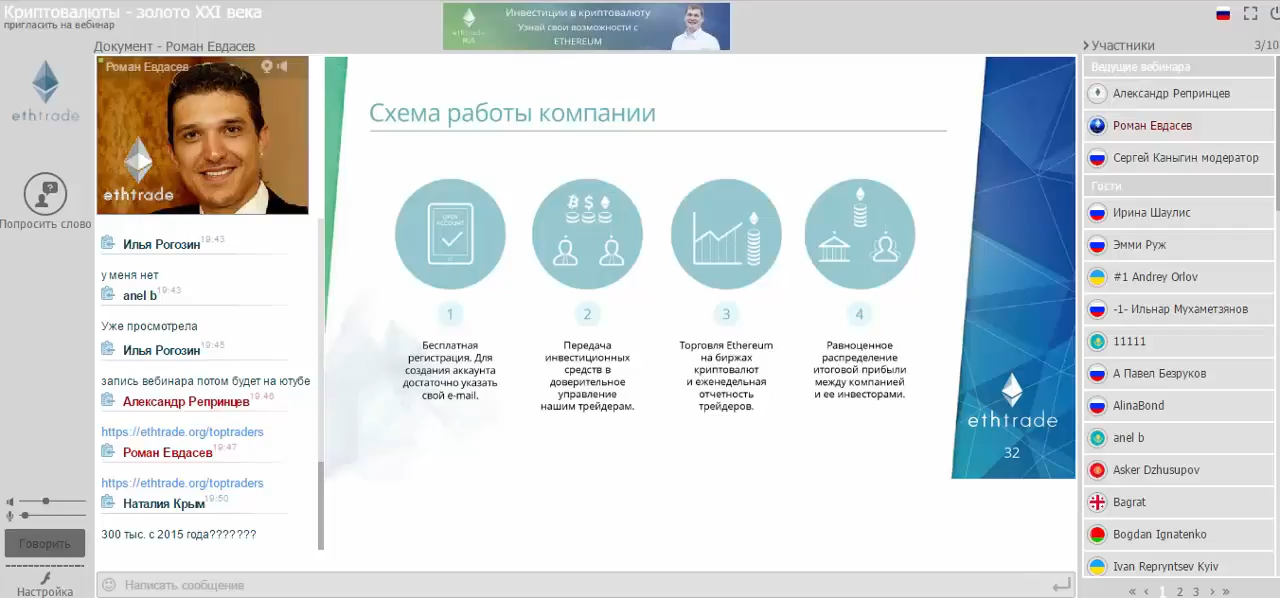 Криптовалюты - золото XXI века
пригласить на вебинар
Инвестиции в криптовалюту
Узнай свои возможности с
ETHEREUM
ethtrade
RUS
Документ - Роман Евдасев
Участники
3/10
ethtrade
Попросить слово
Говорить
Настройка
Роман Евдасев
ethtrade
Илья Рогозин 19:43
у меня нет
anel b 19:43
Уже просмотрела
Илья Рогозин 19:45
запись вебинара потом будет на ютубе
Александр Репринцев 19:46
https://ethtrade.org/toptraders
Роман Евдасев 19:47
https://ethtrade.org/toptraders
Наталия Крым 19:50
300 тыс. с 2015 года???????
Написать сообщение
Схема работы компании
OPEN
ACCOUNT
1
Бесплатная
регистрация. Для
создания аккаунта
достаточно указать
свой e-mail.
2
Передача
инвестиционных
средств в
доверительное
управление
нашим трейдерам.
3
Торговля Ethereum
на биржах
криптовалют
и еженедельная
отчетность
трейдеров.
4
Равноценное
распределение
итоговой прибыли
между компанией
и ее инвесторами.
ethtrade
32
Ведущие вебинара
Александр Репринцев
Роман Евдасев
Сергей Каныгин модератор
Гости
Ирина Шаулис
Эмми Руж
#1 Andrey Orlov
-1- Ильнар Мухаметзянов
11111
А Павел Безруков
AlinaBond
anel b
Asker Dzhusupov
Bagrat
Bogdan Ignatenko
Ivan Repryntsev Kyiv
« ‹ 1 2 3 › »